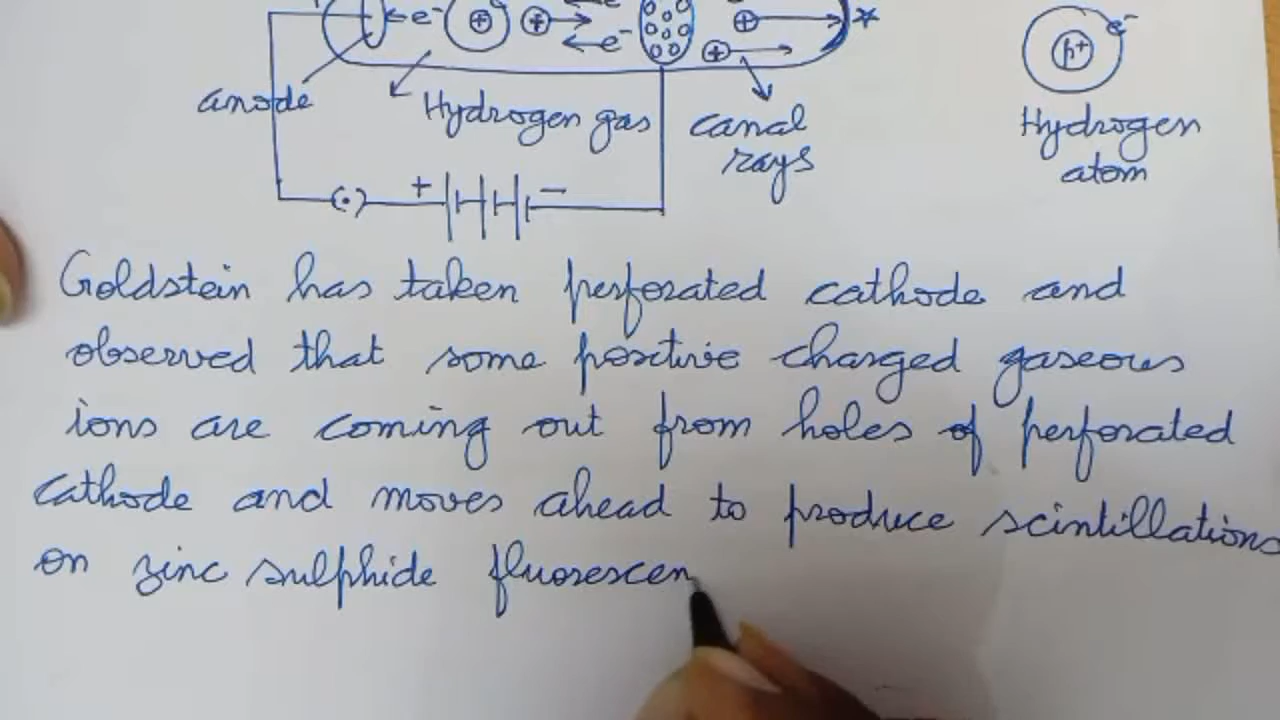 e⁻
e⁻
e⁻
p⁺
anode
Hydrogen gas
canal
rays
Hydrogen
atom
+ −
Goldstein has taken perforated cathode and
observed that some positive charged gaseous
ions are coming out from holes of perforated
cathode and moves ahead to produce scintillations
on zinc sulphide fluorescen